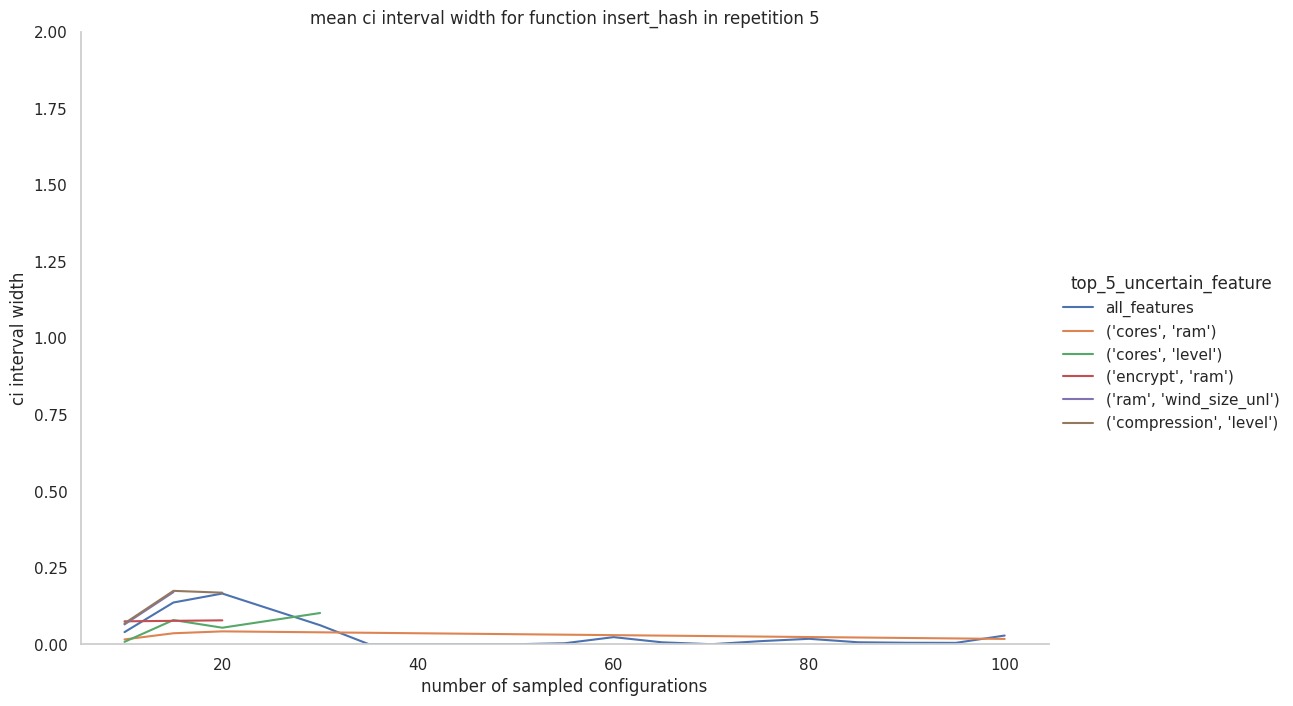 mean ci interval width for function insert_hash in repetition 5
2.00
1.75
1.50
1.25
1.00
0.75
0.50
0.25
0.00
ci interval width
20
40
60
80
100
number of sampled configurations
top_5_uncertain_feature
all_features
('cores', 'ram')
('cores', 'level')
('encrypt', 'ram')
('ram', 'wind_size_unl')
('compression', 'level')